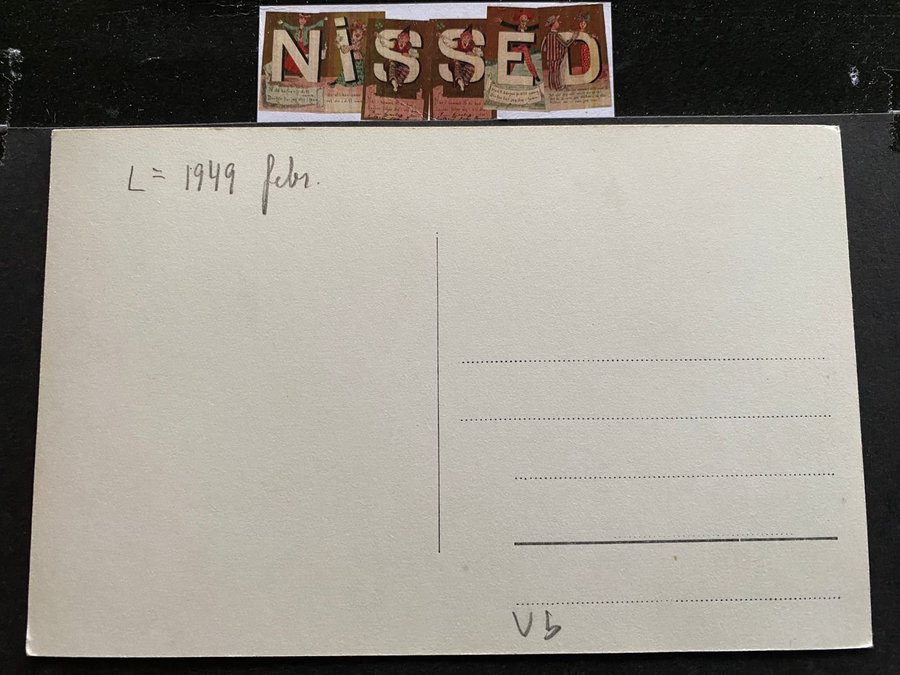 NiSSED
L = 1949 febr.
Vb